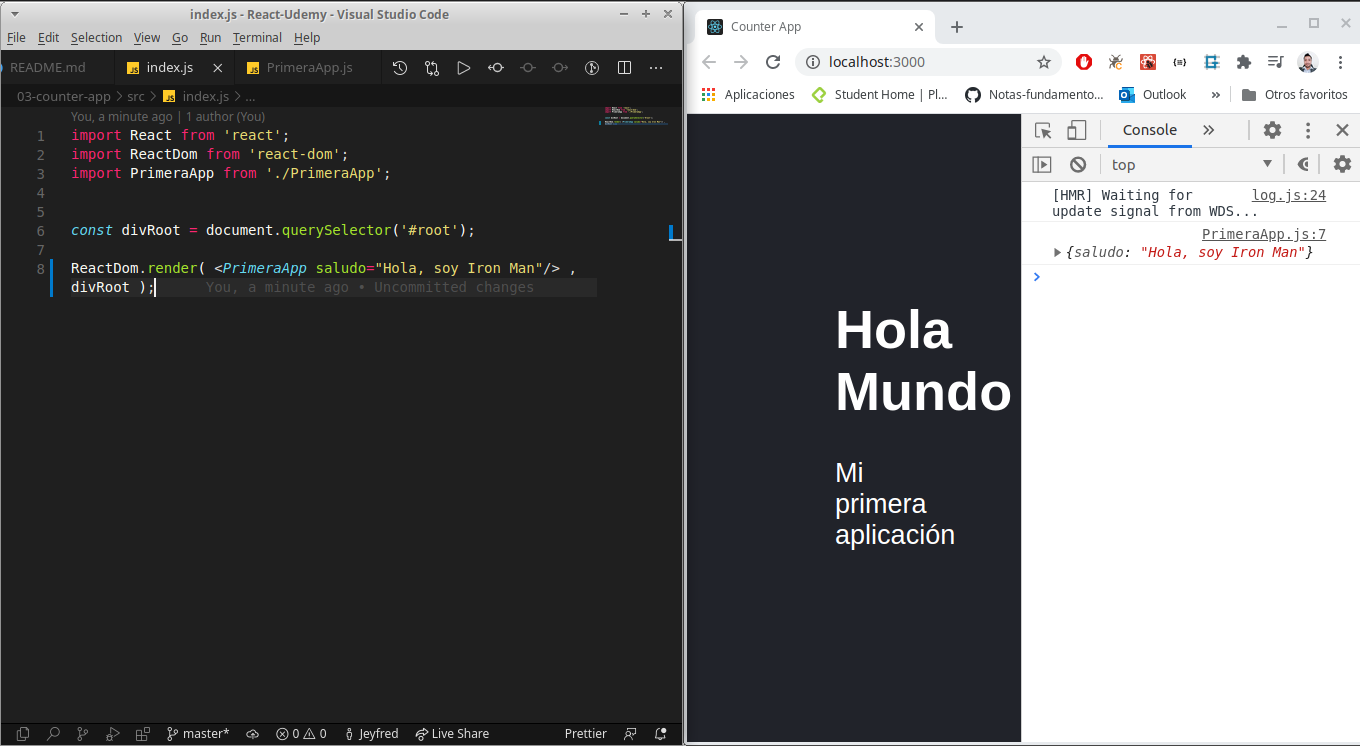 index.js - React-Udemy - Visual Studio Code
File Edit Selection View Go Run Terminal Help
README.md index.js PrimeraApp.js
03-counter-app > src > index.js > ...
You, a minute ago | 1 author (You)
1 import React from 'react';
2 import ReactDom from 'react-dom';
3 import PrimeraApp from './PrimeraApp';
4
5
6 const divRoot = document.querySelector('#root');
7
8 ReactDom.render( <PrimeraApp saludo="Hola, soy Iron Man"/> ,
divRoot ); You, a minute ago • Uncommitted changes
master* 0 0 Jeyfred Live Share Prettier
Counter App
localhost:3000
Aplicaciones Student Home | Pl... Notas-fundamento... Outlook » Otros favoritos
Hola
Mundo
Mi
primera
aplicación
Console »
top
[HMR] Waiting for log.js:24
update signal from WDS...
PrimeraApp.js:7
{saludo: "Hola, soy Iron Man"}